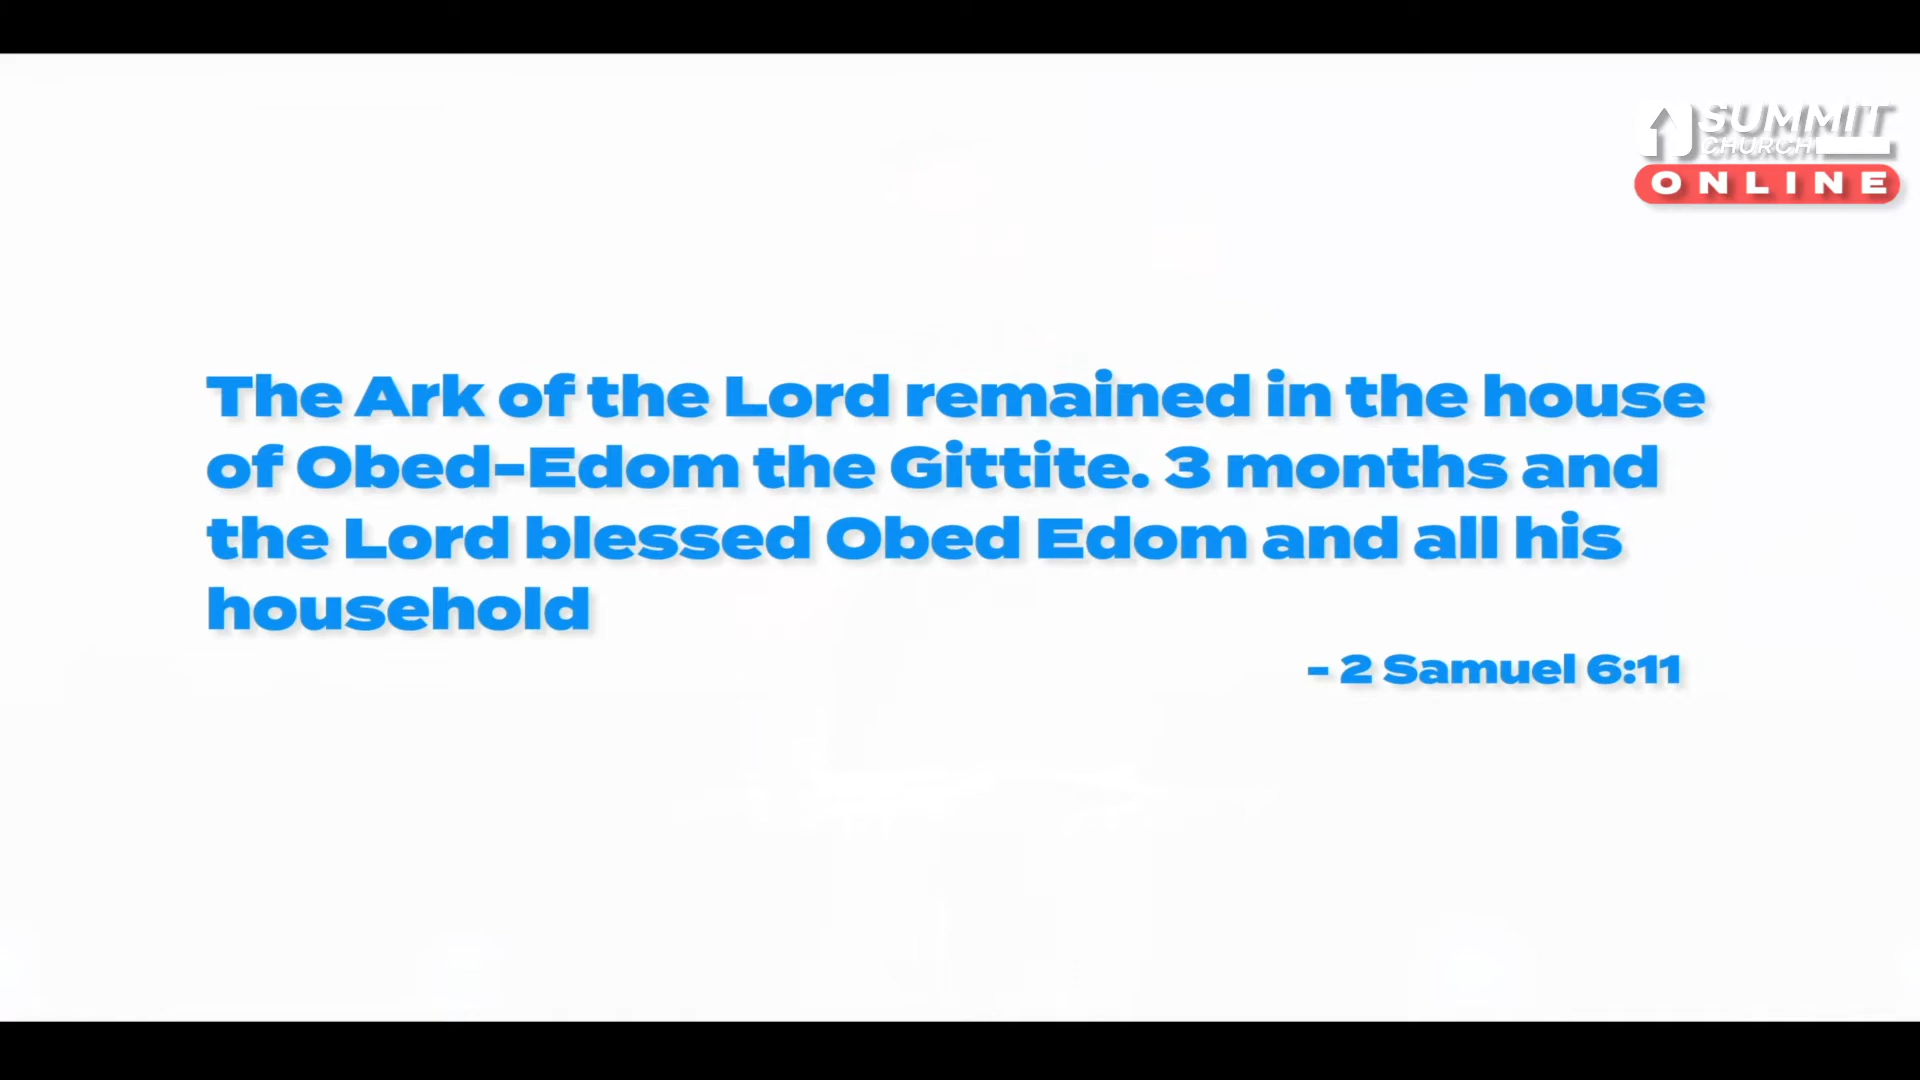 SUMMIT
CHURCH
ONLINE
The Ark of the Lord remained in the house
of Obed-Edom the Gittite. 3 months and
the Lord blessed Obed Edom and all his
household
- 2 Samuel 6:11